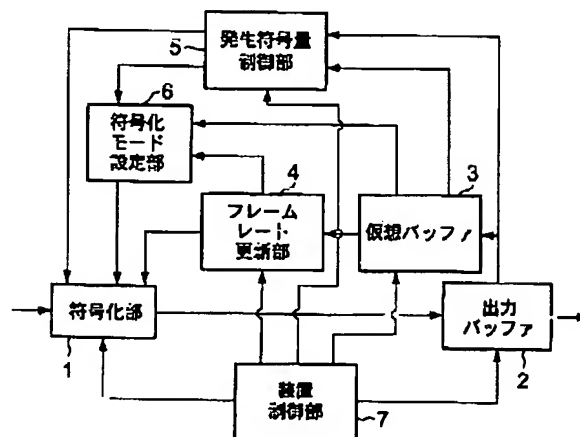 発生符号量
制御部
5
6
符号化
モード
設定部
4
フレーム
レート
更新部
3
仮想バッファ
符号化部
1
出力
バッファ
2
装置
制御部
7